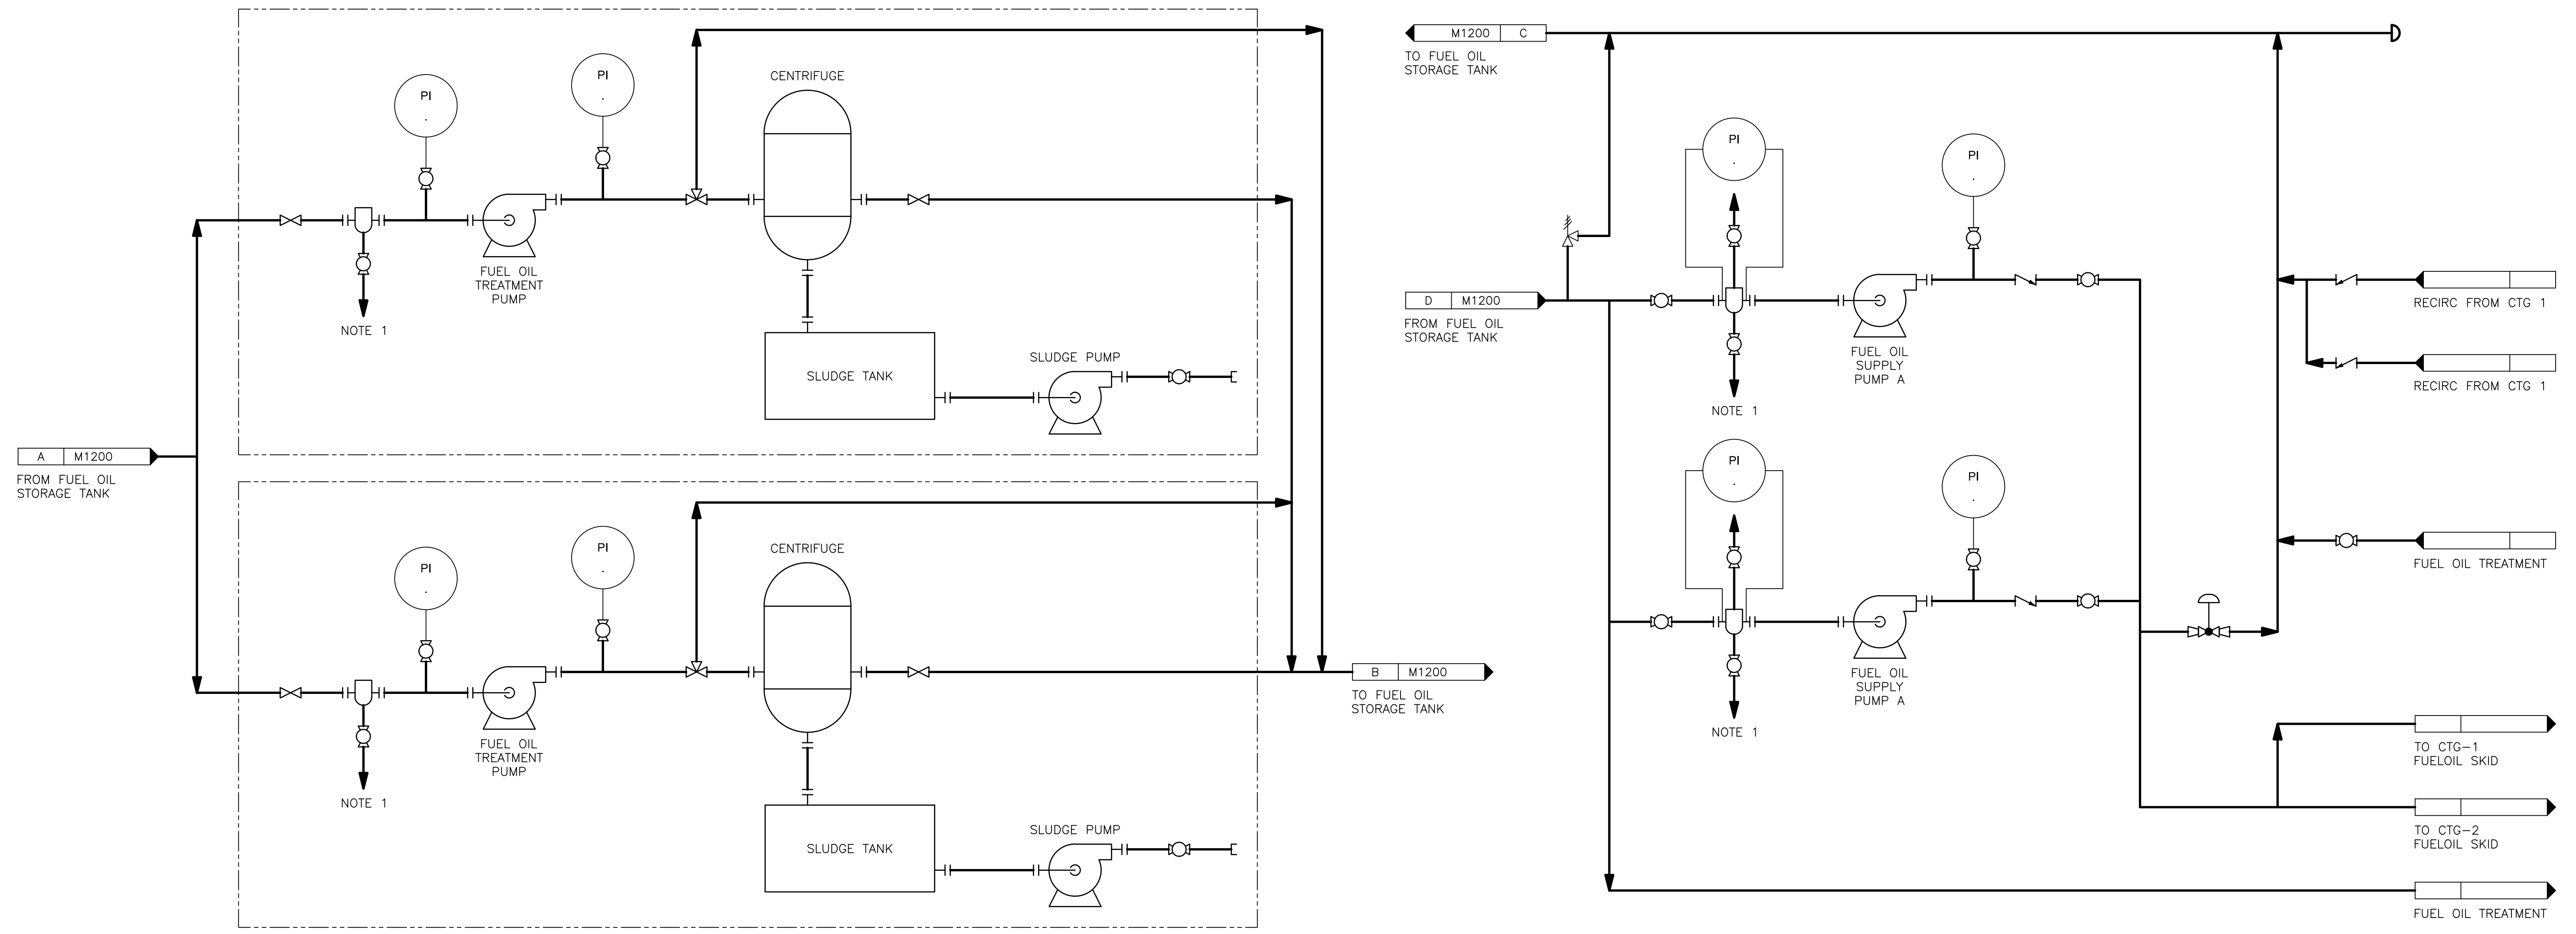 PI
PI
CENTRIFUGE
FUEL OIL
TREATMENT
PUMP
NOTE 1
SLUDGE TANK
SLUDGE PUMP
A M1200
FROM FUEL OIL
STORAGE TANK
PI
PI
CENTRIFUGE
FUEL OIL
TREATMENT
PUMP
NOTE 1
SLUDGE TANK
SLUDGE PUMP
B M1200
TO FUEL OIL
STORAGE TANK
M1200 C
TO FUEL OIL
STORAGE TANK
PI
PI
D M1200
FROM FUEL OIL
STORAGE TANK
FUEL OIL
SUPPLY
PUMP A
NOTE 1
PI
PI
FUEL OIL
SUPPLY
PUMP A
NOTE 1
RECIRC FROM CTG 1
RECIRC FROM CTG 1
FUEL OIL TREATMENT
TO CTG-1
FUELOIL SKID
TO CTG-2
FUELOIL SKID
FUEL OIL TREATMENT